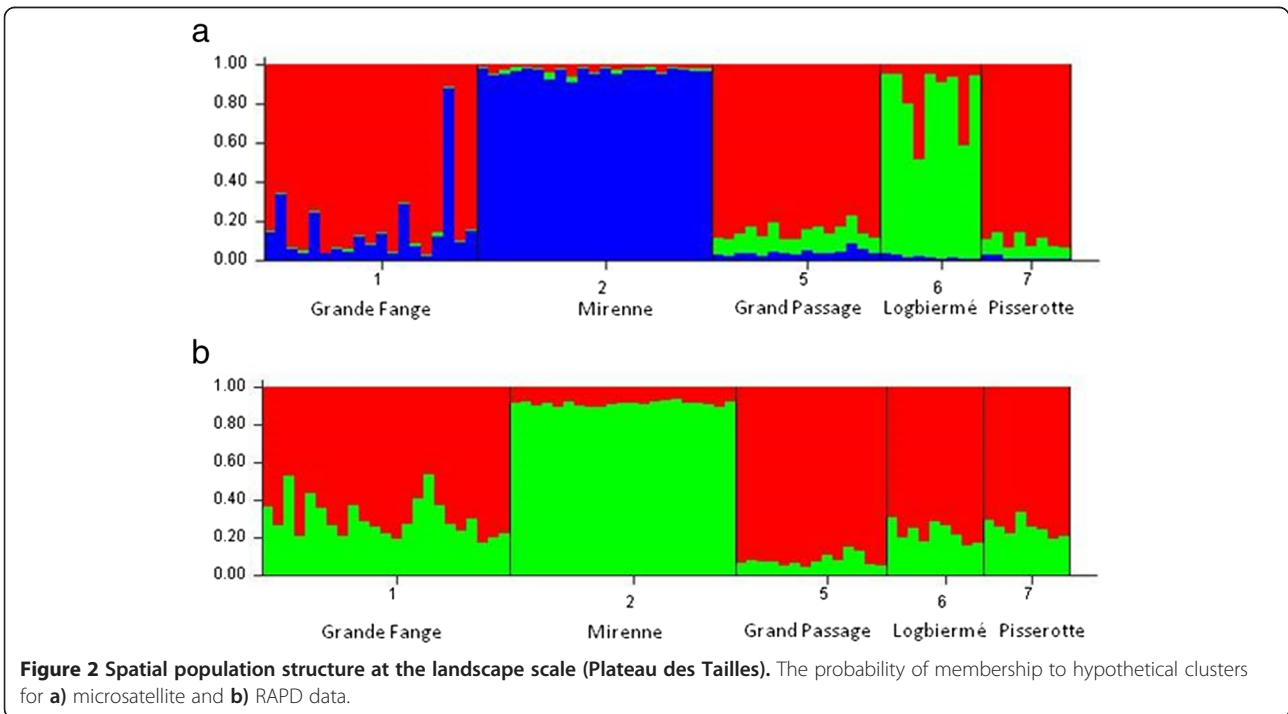 a
1.00
0.80
0.60
0.40
0.20
0.00
1 2 5 6 7
Grande Fange Mirenne Grand Passage Logbiermé Pisserotte
b
1.00
0.80
0.60
0.40
0.20
0.00
1 2 5 6 7
Grande Fange Mirenne Grand Passage Logbiermé Pisserotte
Figure 2 Spatial population structure at the landscape scale (Plateau des Tailles). The probability of membership to hypothetical clusters
for a) microsatellite and b) RAPD data.